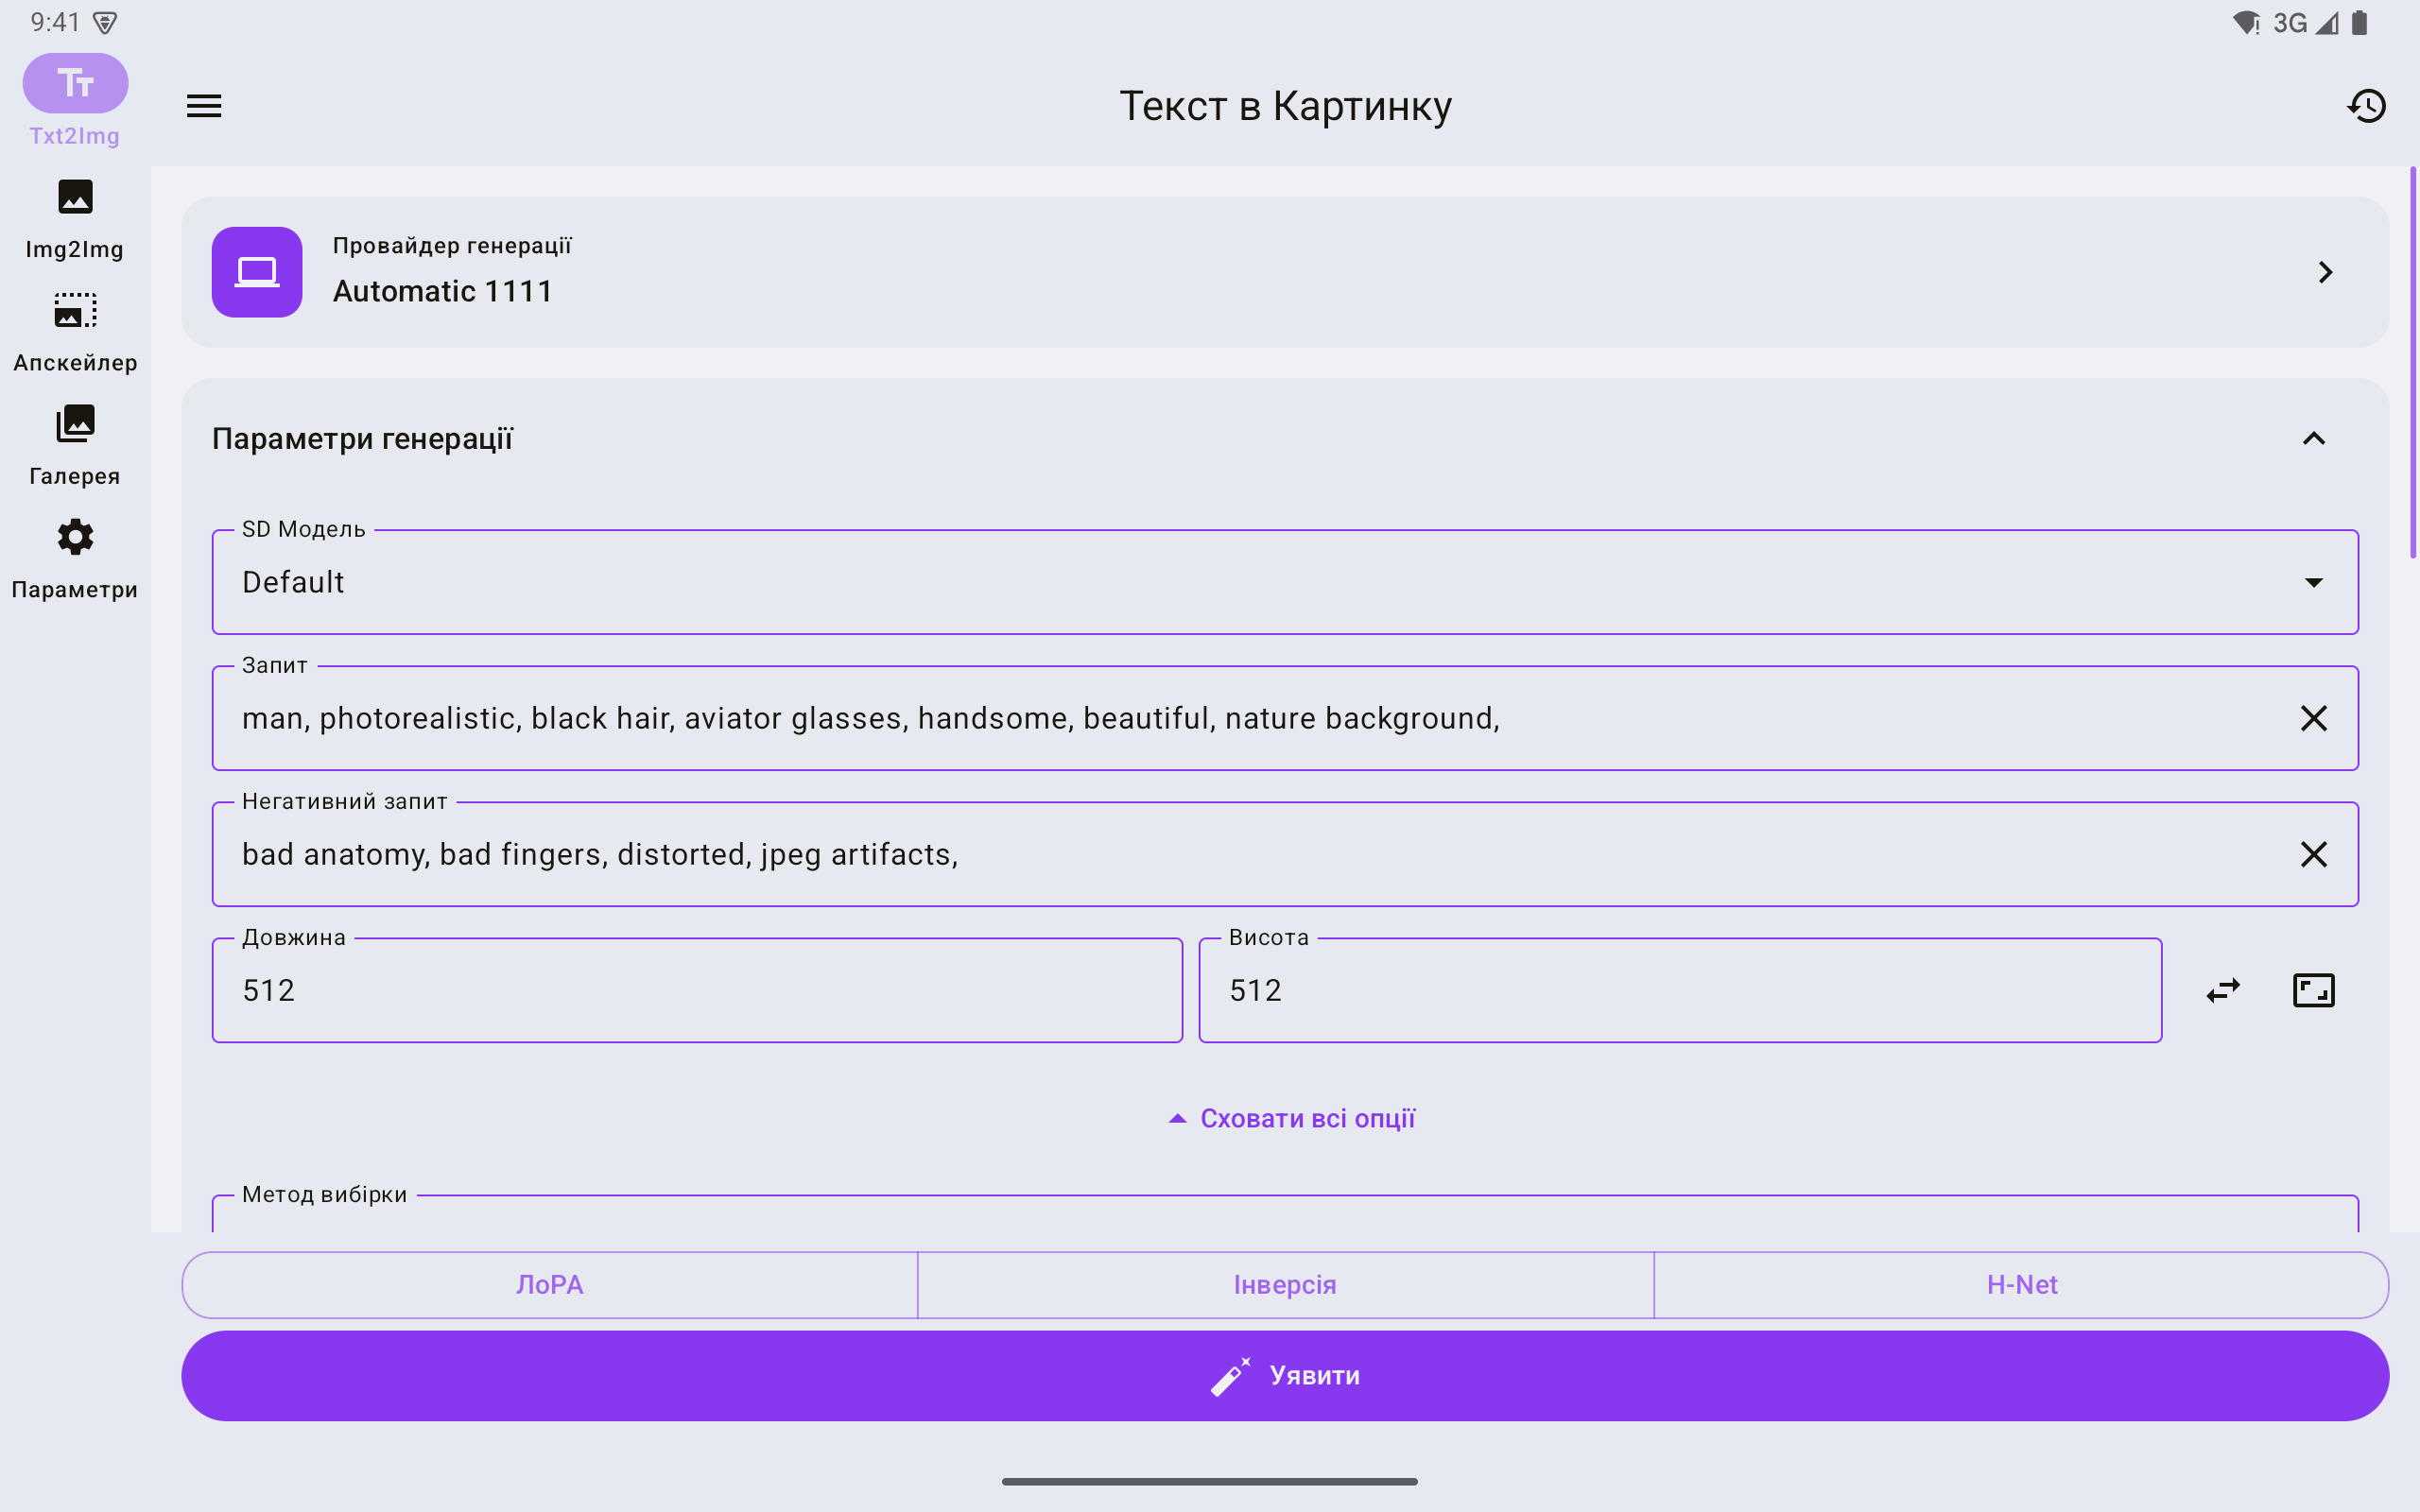 9:41
3G
Tт
Txt2Img
Img2Img
Апскейлер
Галерея
Параметри
Текст в Картинку
Провайдер генерації
Automatic 1111
Параметри генерації
SD Модель
Default
Запит
man, photorealistic, black hair, aviator glasses, handsome, beautiful, nature background,
Негативний запит
bad anatomy, bad fingers, distorted, jpeg artifacts,
Довжина
512
Висота
512
Сховати всі опції
Метод вибірки
ЛоРА
Інверсія
H-Net
Уявити